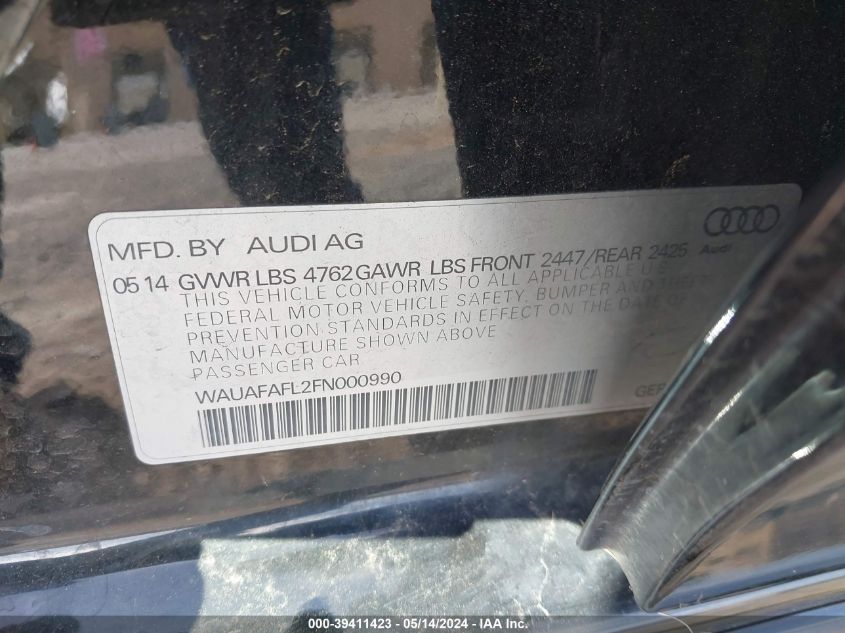 MFD. BY AUDI AG
Audi
05 14 GVWR LBS 4762 GAWR LBS FRONT 2447/REAR 2425
THIS VEHICLE CONFORMS TO ALL APPLICABLE U.S.
FEDERAL MOTOR VEHICLE SAFETY, BUMPER AND THEFT
PREVENTION STANDARDS IN EFFECT ON THE DATE OF
MANUFACTURE SHOWN ABOVE
PASSENGER CAR
WAUAFAFL2FN000990
000-39411423 - 05/14/2024 - IAA Inc.